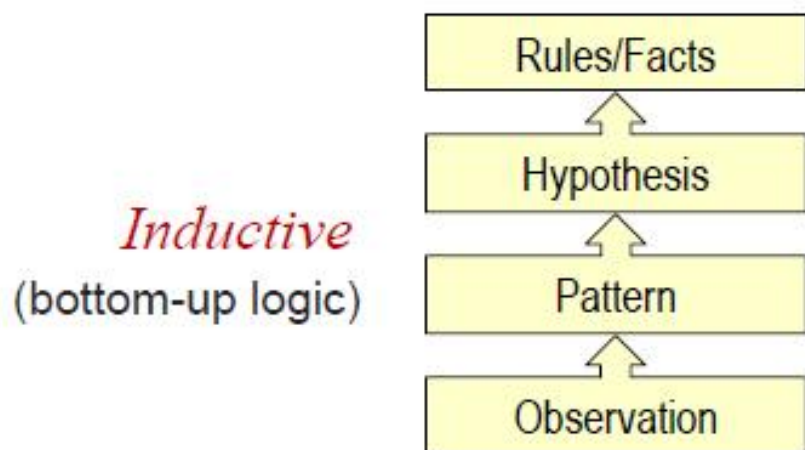 Rules/Facts
Hypothesis
Inductive
(bottom-up logic)
Pattern
Observation